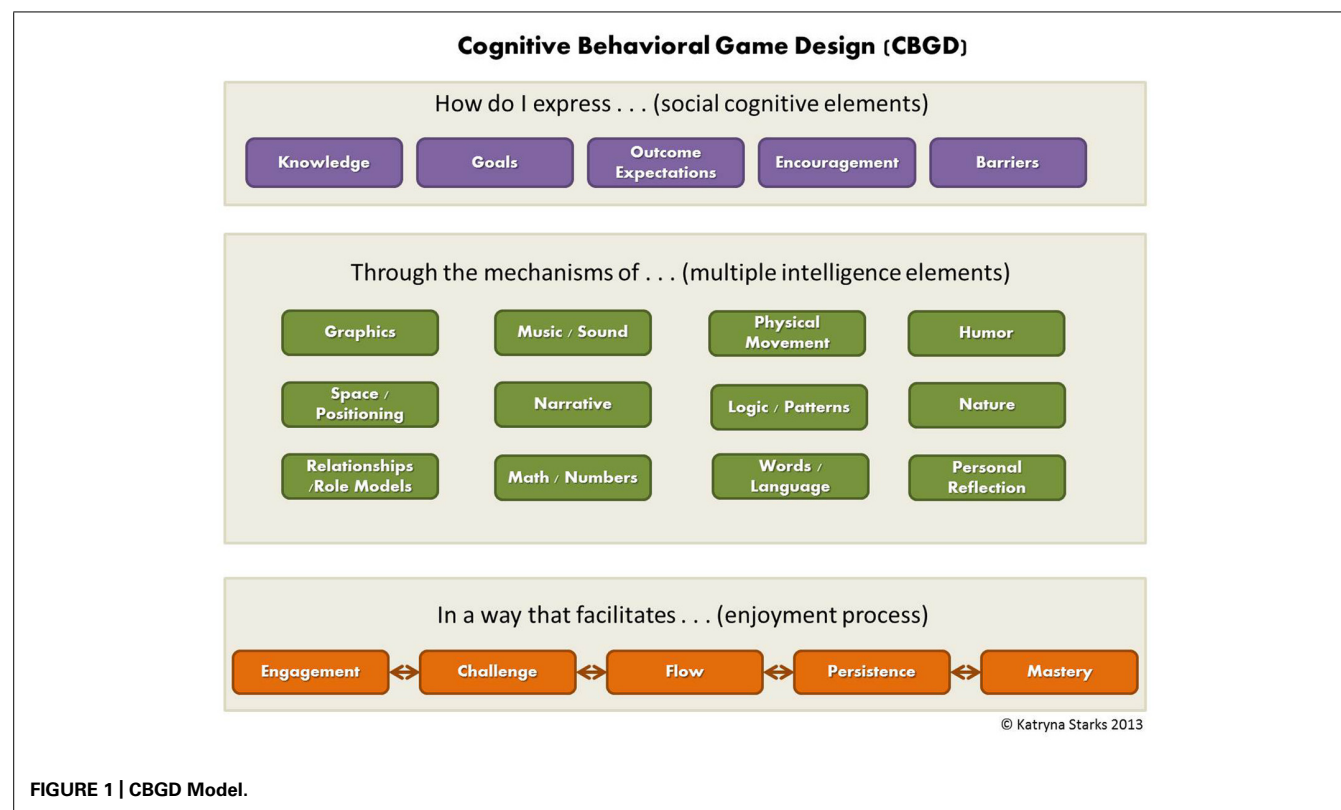 Cognitive Behavioral Game Design (CBGD)
How do I express . . . (social cognitive elements)
Knowledge
Goals
Outcome
Expectations
Encouragement
Barriers
Through the mechanisms of . . . (multiple intelligence elements)
Graphics
Music / Sound
Physical
Movement
Humor
Space /
Positioning
Narrative
Logic / Patterns
Nature
Relationships
/Role Models
Math / Numbers
Words /
Language
Personal
Reflection
In a way that facilitates . . . (enjoyment process)
Engagement
Challenge
Flow
Persistence
Mastery
© Katryna Starks 2013
FIGURE 1 | CBGD Model.